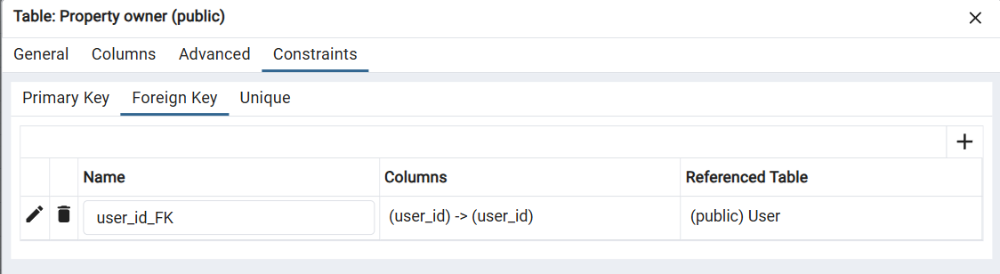 Table: Property owner (public)
General Columns Advanced Constraints
Primary Key Foreign Key Unique
Name Columns Referenced Table
user_id_FK (user_id) -> (user_id) (public) User